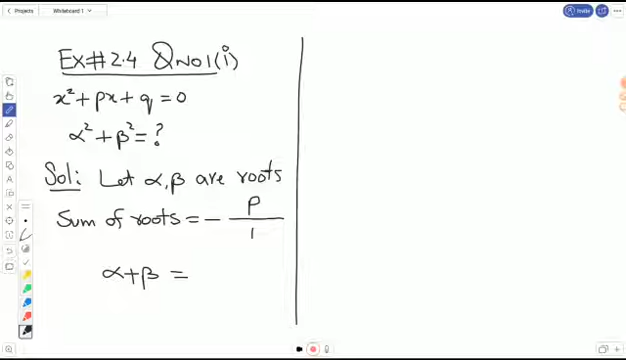 Projects Whiteboard 1 Invite
Ex#2.4 QNo1(i)
x² + px + q = 0
α² + β² = ?
Sol: Let α, β are roots
Sum of roots = - p/1
α + β =